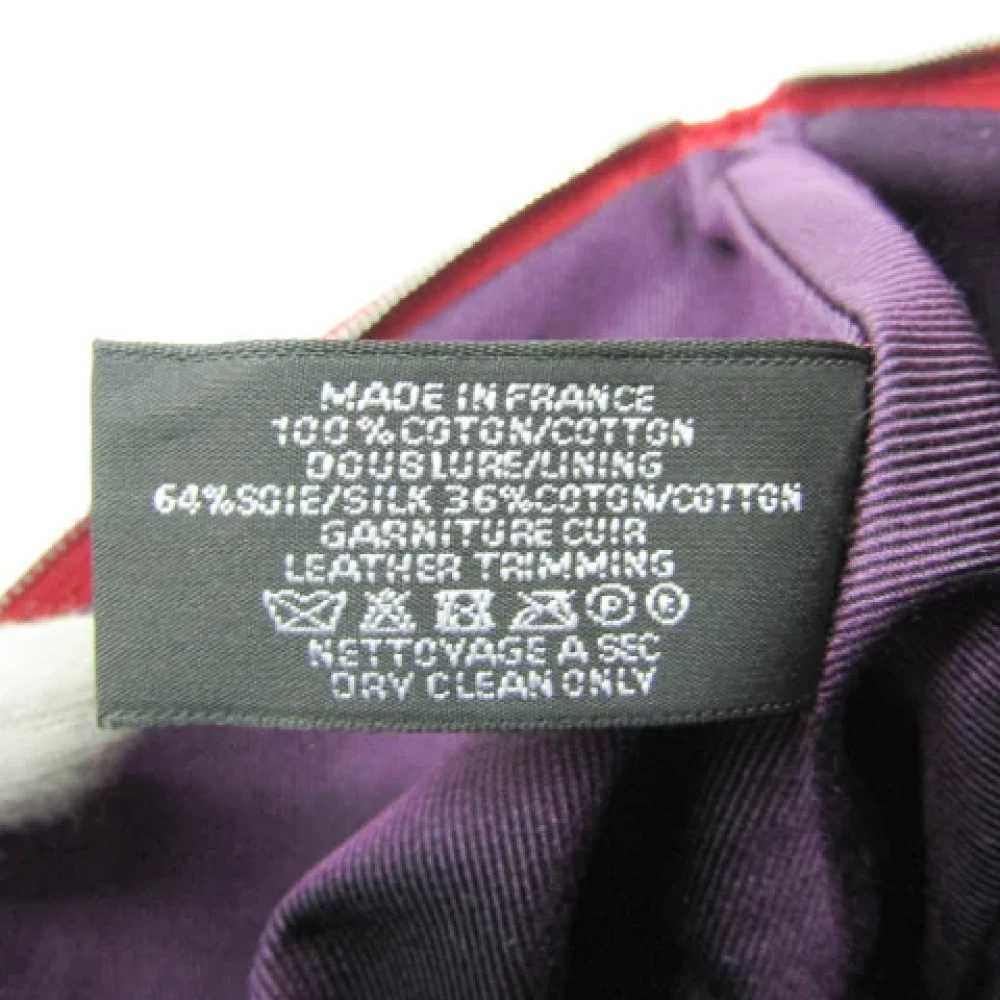 MADE IN FRANCE
100%COTON/COTTON
DOUBLURE/LINING
64%SOIE/SILK 36%COTON/COTTON
GARNITURE CUIR
LEATHER TRIMMING
P
NETTOYAGE A SEC
DRY CLEAN ONLY